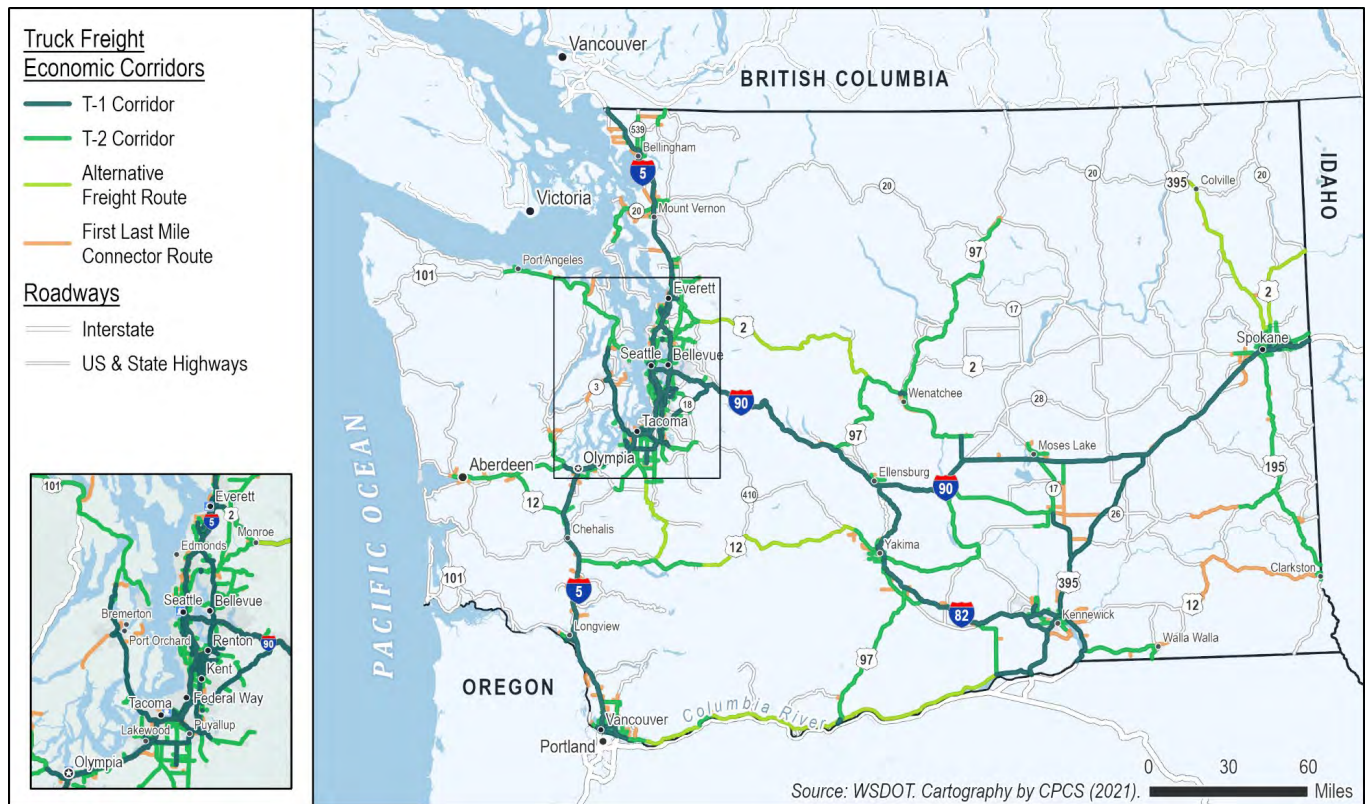 Truck Freight
Economic Corridors
T-1 Corridor
T-2 Corridor
Alternative
Freight Route
First Last Mile
Connector Route
Roadways
Interstate
US & State Highways
Vancouver
BRITISH COLUMBIA
IDAHO
539
Bellingham
5
20
20
395
Colville
20
Victoria
20
Mount Vernon
97
101
Port Angeles
2
Everett
17
2
Spokane
Seattle
Bellevue
2
3
90
Wenatchee
28
18
Tacoma
97
Moses Lake
195
Aberdeen
Olympia
Ellensburg
90
17
12
410
26
Chehalis
12
Yakima
PACIFIC OCEAN
101
395
Clarkston
5
82
Kennewick
12
Longview
97
Walla Walla
OREGON
Columbia River
Vancouver
Portland
0 30 60
Miles
Source: WSDOT. Cartography by CPCS (2021).
101
Everett
5
2
Monroe
Edmonds
Seattle
Bellevue
Bremerton
Port Orchard
Renton
90
Kent
Tacoma
Federal Way
Lakewood
Puyallup
Olympia